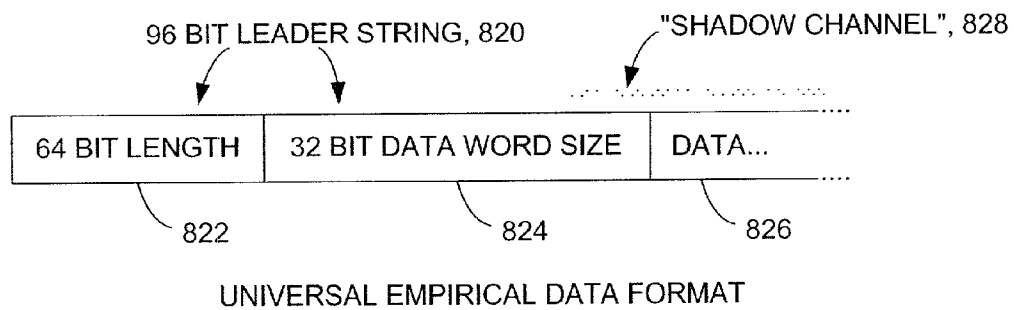 96 BIT LEADER STRING, 820
"SHADOW CHANNEL", 828
64 BIT LENGTH
32 BIT DATA WORD SIZE
DATA...
822
824
826
UNIVERSAL EMPIRICAL DATA FORMAT